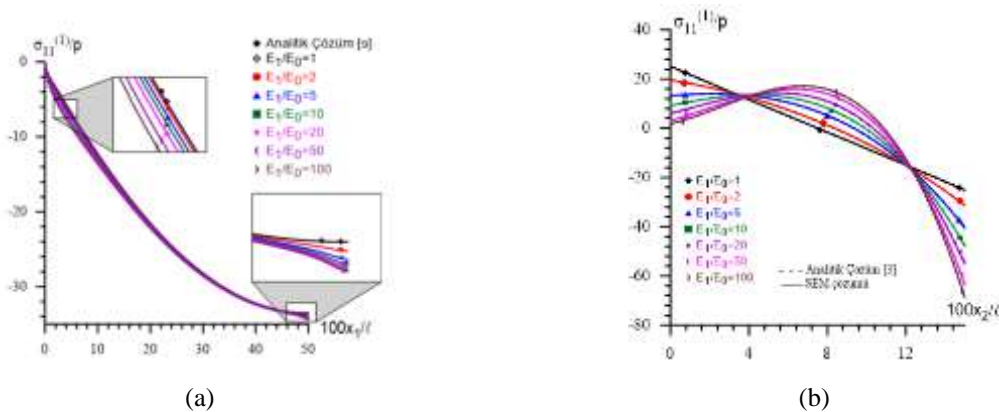 σ₁₁⁽¹⁾/p
0
-10
-20
-30
0
10
20
30
40
50
100x₁/ℓ
Analitik Çözüm [9]
E₁/E₀=1
E₁/E₀=2
E₁/E₀=5
E₁/E₀=10
E₁/E₀=20
E₁/E₀=50
E₁/E₀=100
(a)
σ₁₁⁽¹⁾/p
40
20
0
-20
-40
-60
-80
0
4
8
12
100x₂/ℓ
E₁/E₀=1
E₁/E₀=2
E₁/E₀=5
E₁/E₀=10
E₁/E₀=20
E₁/E₀=50
E₁/E₀=100
Analitik Çözüm
SEM çözümü
(b)